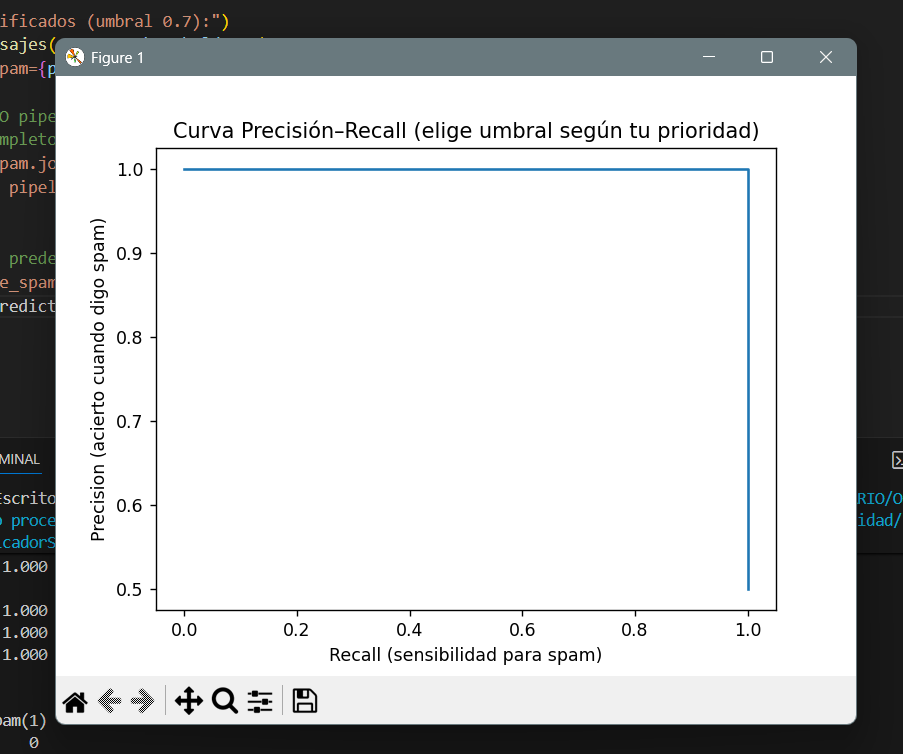 ificados (umbral 0.7):")
sajes(
pam={p
Figure 1
O pipe
mpleto
pam.jo
pipel
prede
e_spam
redict
Curva Precisión–Recall (elige umbral según tu prioridad)
Precision (acierto cuando digo spam)
1.0
0.9
0.8
0.7
0.6
0.5
0.0 0.2 0.4 0.6 0.8 1.0
Recall (sensibilidad para spam)
MINAL
Escrito
RIO/O
o proce
idad/
icadorS
1.000
1.000
1.000
1.000
pam(1)
0